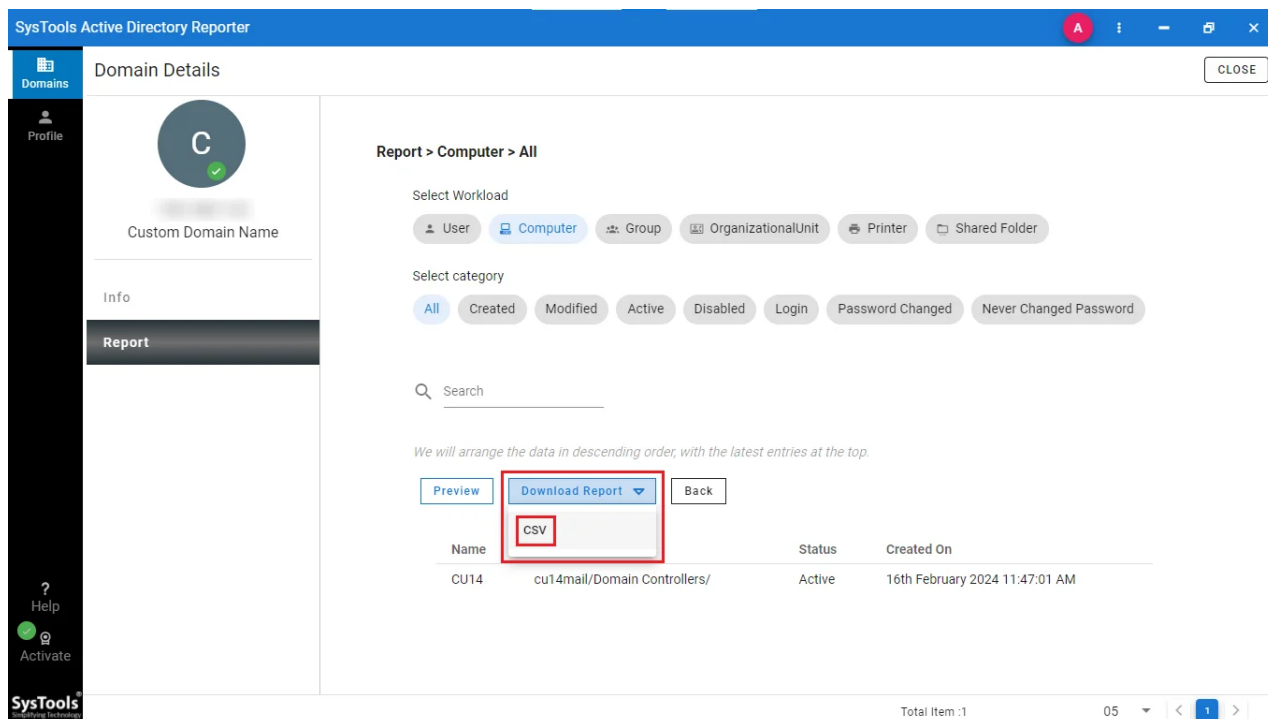 SysTools Active Directory Reporter
A
Domains
Profile
Domain Details
CLOSE
C
Custom Domain Name
Info
Report
Report > Computer > All
Select Workload
User Computer Group OrganizationalUnit Printer Shared Folder
Select category
All Created Modified Active Disabled Login Password Changed Never Changed Password
Search
We will arrange the data in descending order, with the latest entries at the top.
Preview Download Report Back
CSV
Name Status Created On
CU14 cu14mail/Domain Controllers/ Active 16th February 2024 11:47:01 AM
? 
Help
Activate
SysTools®
Simplifying Technology
Total Item :1 05 < 1 >